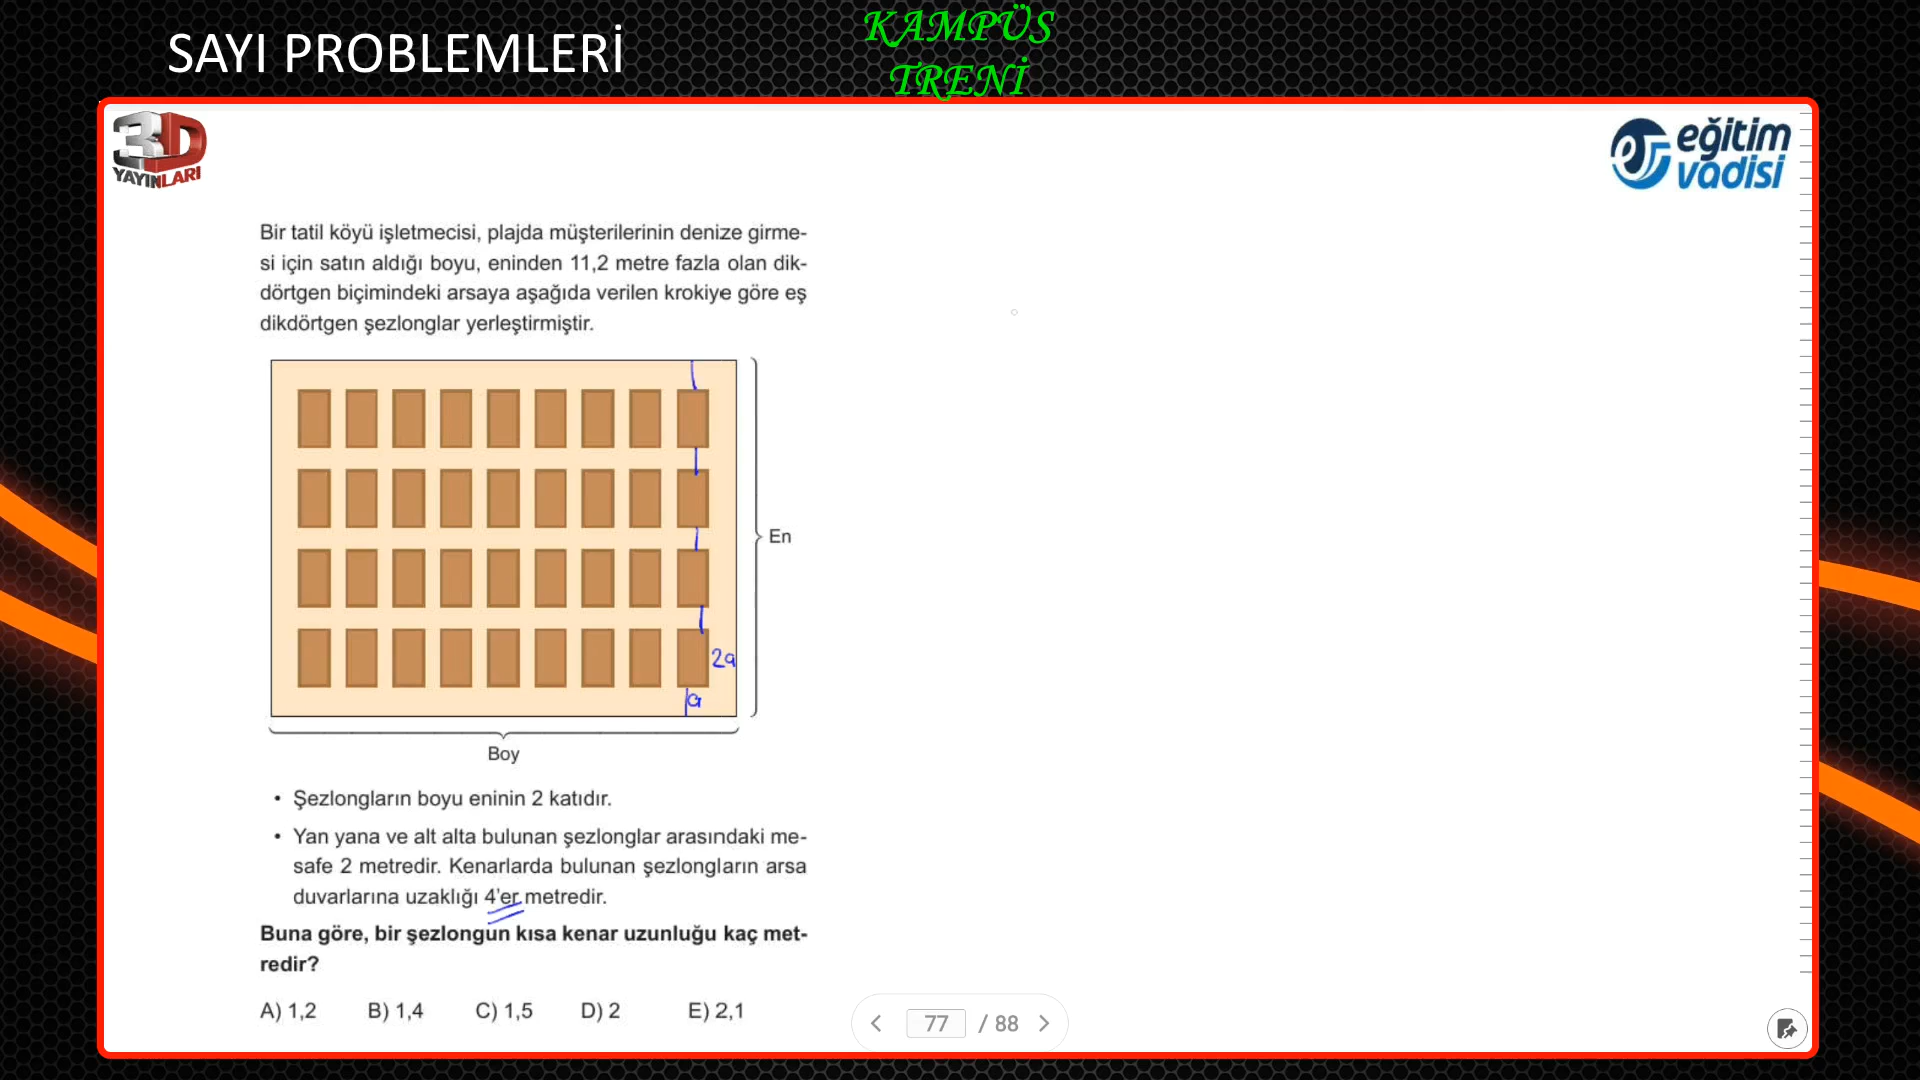 SAYI PROBLEMLERİ
KAMPÜS
TRENİ
3D
YAYINLARI
eğitim
vadisi
Bir tatil köyü işletmecisi, plajda müşterilerinin denize girme-
si için satın aldığı boyu, eninden 11,2 metre fazla olan dik-
dörtgen biçimindeki arsaya aşağıda verilen krokiye göre eş
dikdörtgen şezlonglar yerleştirmiştir.
En
2a
a
Boy
• Şezlongların boyu eninin 2 katıdır.
• Yan yana ve alt alta bulunan şezlonglar arasındaki me-
safe 2 metredir. Kenarlarda bulunan şezlongların arsa
duvarlarına uzaklığı 4'er metredir.
Buna göre, bir şezlongun kısa kenar uzunluğu kaç met-
redir?
A) 1,2 B) 1,4 C) 1,5 D) 2 E) 2,1
77 / 88